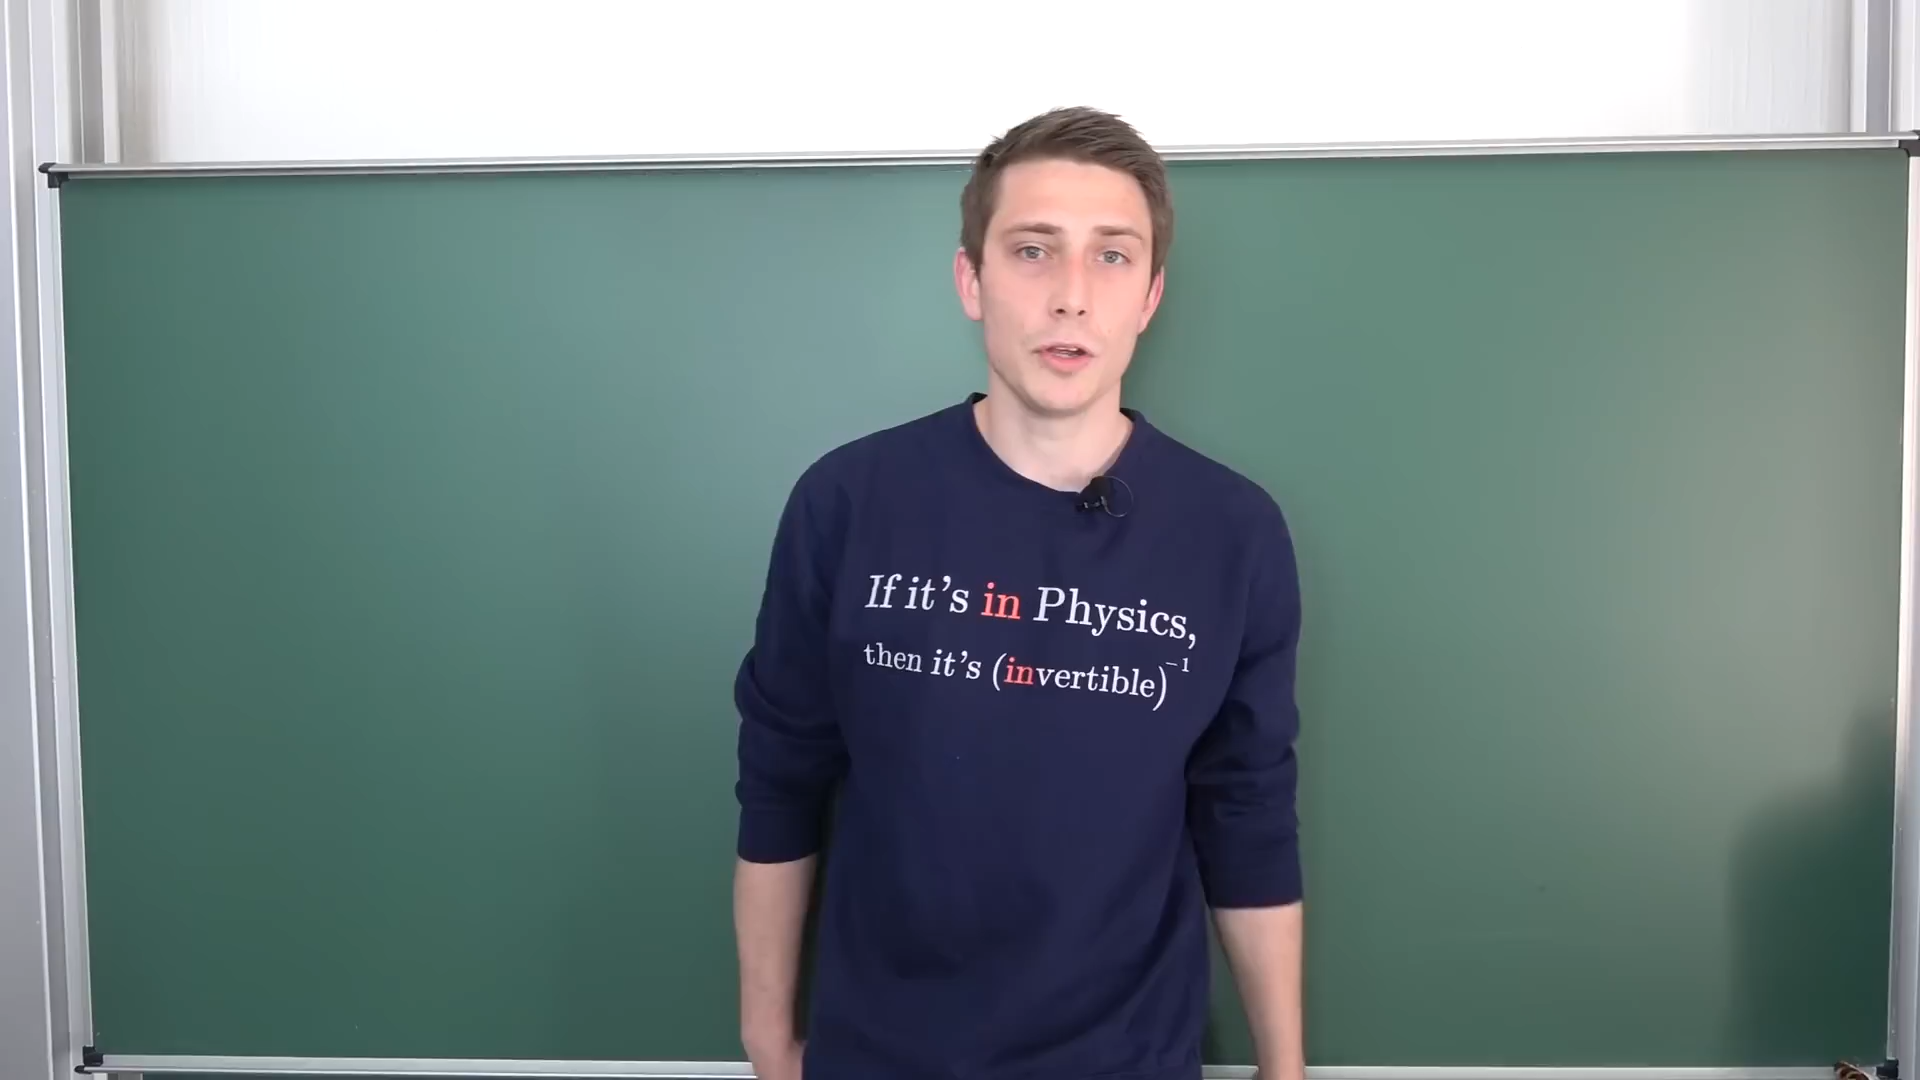 If it's in Physics,
then it's (invertible)⁻¹